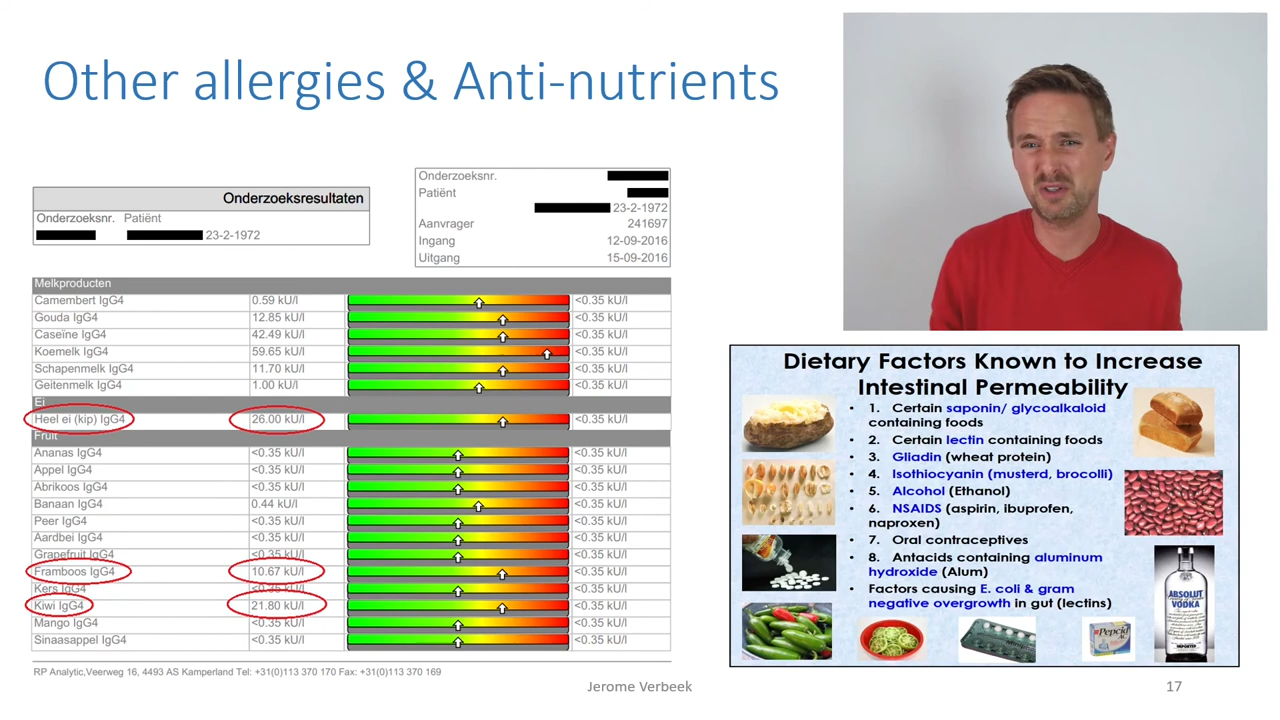 Other allergies & Anti-nutrients
Onderzoeksresultaten
Onderzoeksnr. Patiënt
23-2-1972
Onderzoeksnr.
Patiënt
23-2-1972
Aanvrager 241697
Ingang 12-09-2016
Uitgang 15-09-2016
Melkproducten
Camembert IgG4 0.59 kU/l <0.35 kU/l
Gouda IgG4 12.85 kU/l <0.35 kU/l
Caseïne IgG4 42.49 kU/l <0.35 kU/l
Koemelk IgG4 59.65 kU/l <0.35 kU/l
Schapenmelk IgG4 11.70 kU/l <0.35 kU/l
Geitenmelk IgG4 1.00 kU/l <0.35 kU/l
Ei
Heel ei (kip) IgG4 26.00 kU/l <0.35 kU/l
Fruit
Ananas IgG4 <0.35 kU/l <0.35 kU/l
Appel IgG4 <0.35 kU/l <0.35 kU/l
Abrikoos IgG4 <0.35 kU/l <0.35 kU/l
Banaan IgG4 0.44 kU/l <0.35 kU/l
Peer IgG4 <0.35 kU/l <0.35 kU/l
Aardbei IgG4 <0.35 kU/l <0.35 kU/l
Grapefruit IgG4 <0.35 kU/l <0.35 kU/l
Framboos IgG4 10.67 kU/l <0.35 kU/l
Kers IgG4 <0.35 kU/l <0.35 kU/l
Kiwi IgG4 21.80 kU/l <0.35 kU/l
Mango IgG4 <0.35 kU/l <0.35 kU/l
Sinaasappel IgG4 <0.35 kU/l <0.35 kU/l
RP Analytic,Veerweg 16, 4493 AS Kamperland Tel: +31(0)113 370 170 Fax: +31(0)113 370 169
Dietary Factors Known to Increase
Intestinal Permeability
• 1. Certain saponin/ glycoalkaloid
containing foods
• 2. Certain lectin containing foods
• 3. Gliadin (wheat protein)
• 4. Isothiocyanin (musterd, brocolli)
• 5. Alcohol (Ethanol)
• 6. NSAIDS (aspirin, ibuprofen,
naproxen)
• 7. Oral contraceptives
• 8. Antacids containing aluminum
hydroxide (Alum)
• Factors causing E. coli & gram
negative overgrowth in gut (lectins)
ABSOLUT
VODKA
Pepcid
AC
Jerome Verbeek
17